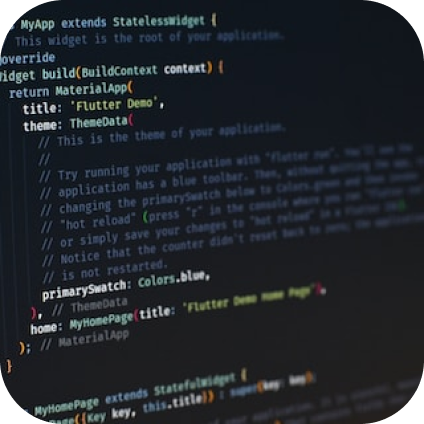 MyApp extends StatelessWidget {
This widget is the root of your application.
override
Widget build(BuildContext context) {
return MaterialApp(
title: 'Flutter Demo',
theme: ThemeData(
// This is the theme of your application.
//
// Try running your application with "flutter run". You'll see the
// application has a blue toolbar. Then, without quitting the app,
// changing the primarySwatch below to Colors.green and then invoke
// "hot reload" (press "r" in the console where you ran "flutter
// or simply save your changes to "hot reload" in a Flutter IDE).
// Notice that the counter didn't reset back to zero; the application
// is not restarted.
primarySwatch: Colors.blue,
), // ThemeData
home: MyHomePage(title: 'Flutter Demo Home Page'),
); // MaterialApp
}
MyHomePage extends StatefulWidget {
Page({Key key, this.title}) : super(key: key);